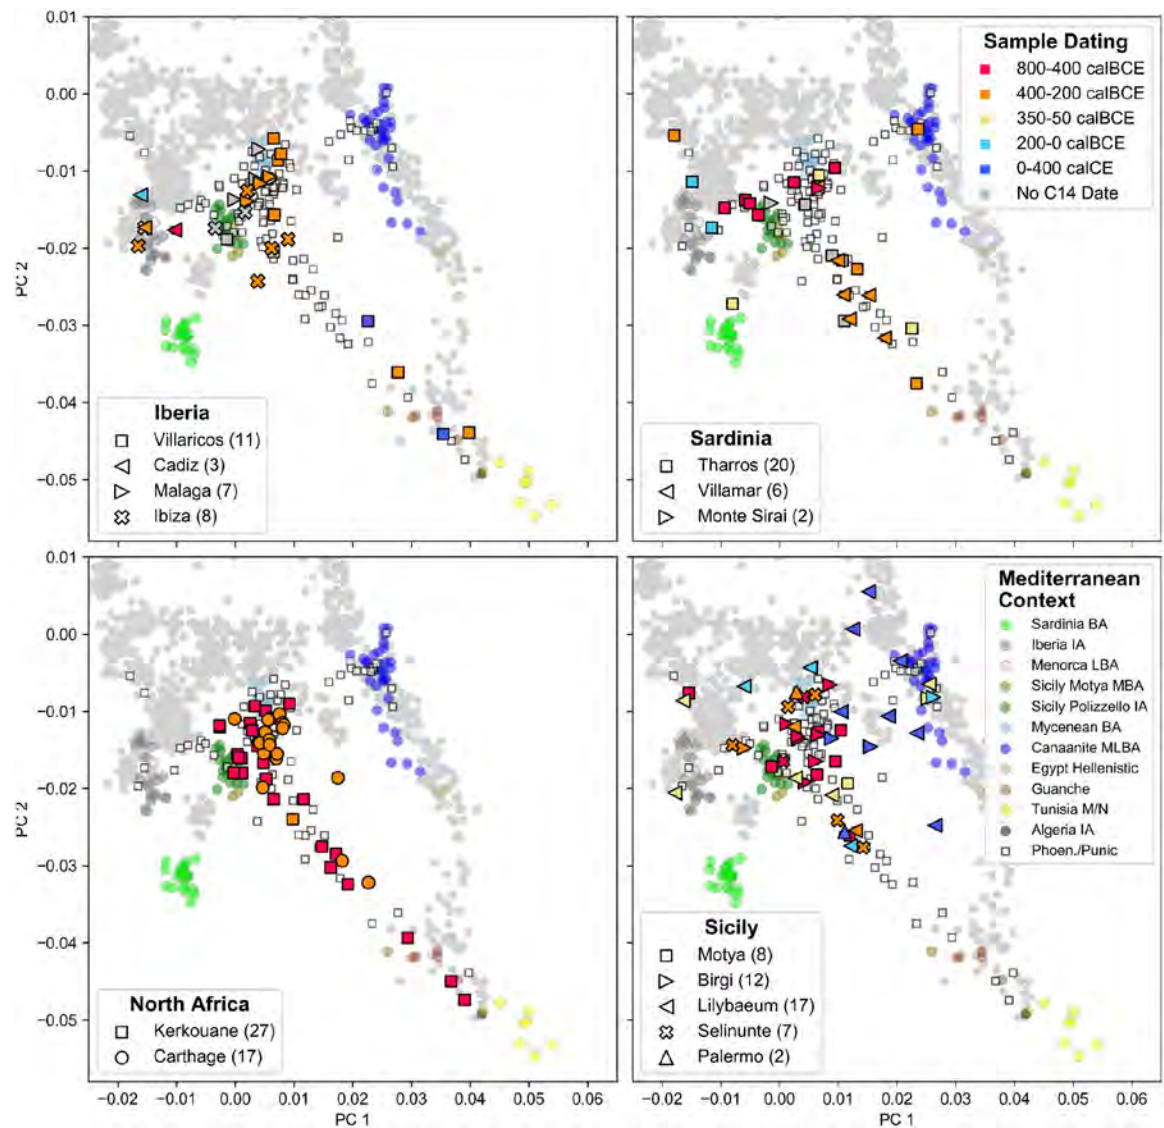 0.01
0.00
−0.01
−0.02
−0.03
−0.04
−0.05
PC 2
Iberia
Villaricos (11)
Cadiz (3)
Malaga (7)
Ibiza (8)
Sample Dating
800-400 calBCE
400-200 calBCE
350-50 calBCE
200-0 calBCE
0-400 calCE
No C14 Date
Sardinia
Tharros (20)
Villamar (6)
Monte Sirai (2)
0.01
0.00
−0.01
−0.02
−0.03
−0.04
−0.05
PC 2
North Africa
Kerkouane (27)
Carthage (17)
−0.02 −0.01 0.00 0.01 0.02 0.03 0.04 0.05 0.06
PC 1
Mediterranean
Context
Sardinia BA
Iberia IA
Menorca LBA
Sicily Motya MBA
Sicily Polizzello IA
Mycenean BA
Canaanite MLBA
Egypt Hellenistic
Guanche
Tunisia M/N
Algeria IA
Phoen./Punic
Sicily
Motya (8)
Birgi (12)
Lilybaeum (17)
Selinunte (7)
Palermo (2)
−0.02 −0.01 0.00 0.01 0.02 0.03 0.04 0.05 0.06
PC 1